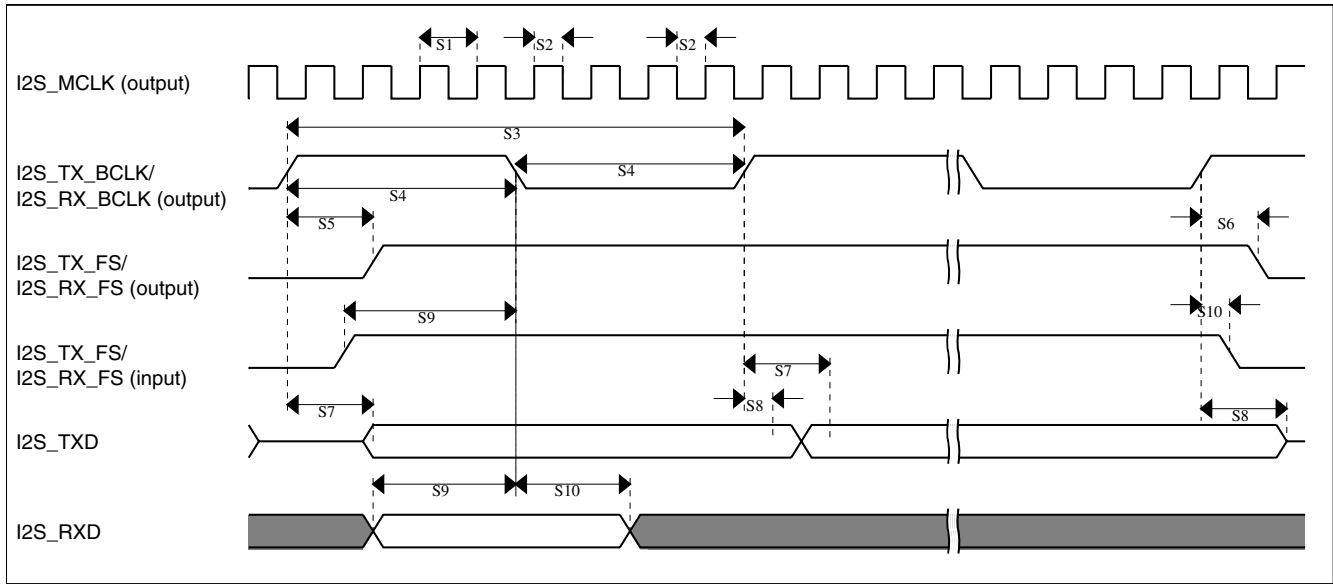 S1
S2
S2
I2S_MCLK (output)
S3
I2S_TX_BCLK/
I2S_RX_BCLK (output)
S4
S4
S5
S6
I2S_TX_FS/
I2S_RX_FS (output)
S9
S10
I2S_TX_FS/
I2S_RX_FS (input)
S7
S7
S8
S8
I2S_TXD
S9
S10
I2S_RXD